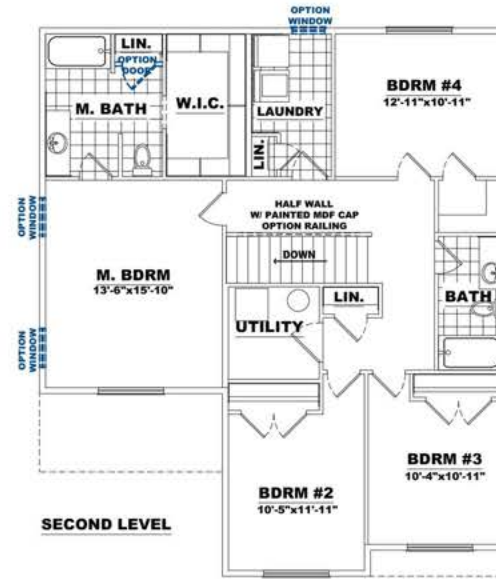 OPTION
WINDOW
LIN.
OPTION
DOOR
M. BATH
W.I.C.
LAUNDRY
LIN.
BDRM #4
12'-11"x10'-11"
OPTION
WINDOW
HALF WALL
W/ PAINTED MDF CAP
OPTION RAILING
DOWN
M. BDRM
13'-6"x15'-10"
BATH
LIN.
UTILITY
OPTION
WINDOW
BDRM #3
10'-4"x10'-11"
BDRM #2
10'-5"x11'-11"
SECOND LEVEL